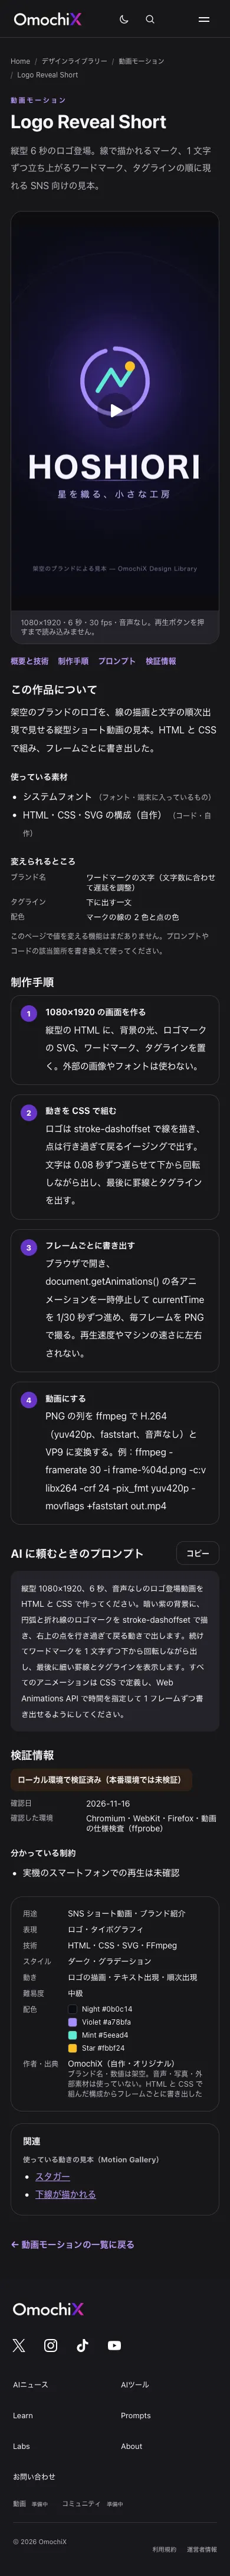 OmochiX
Home / デザインライブラリー / 動画モーション
/ Logo Reveal Short
動画モーション
Logo Reveal Short
縦型 6 秒のロゴ登場。線で描かれるマーク、1 文字
ずつ立ち上がるワードマーク、タグラインの順に現
れる SNS 向けの見本。
HOSHIORI
星を織る、小さな工房
架空のブランドによる見本 — OmochiX Design Library
1080×1920・6 秒・30 fps・音声なし。再生ボタンを押
すまで読み込みません。
概要と技術 制作手順 プロンプト 検証情報
この作品について
架空のブランドのロゴを、線の描画と文字の順次出
現で見せる縦型ショート動画の見本。HTML と CSS
で組み、フレームごとに書き出した。
使っている素材
システムフォント （フォント・端末に入っているもの）
HTML・CSS・SVG の構成（自作） （コード・自
作）
変えられるところ
ブランド名 ワードマークの文字（文字数に合わせ
て遅延を調整）
タグライン 下に出す一文
配色 マークの線の 2 色と点の色
このページで値を変える機能はまだありません。プロンプトや
コードの該当箇所を書き換えて使ってください。
制作手順
1 1080×1920 の画面を作る
縦型の HTML に、背景の光、ロゴマーク
の SVG、ワードマーク、タグラインを置
く。外部の画像やフォントは使わない。
2 動きを CSS で組む
ロゴは stroke-dashoffset で線を描き、
点は行き過ぎて戻るイージングで出す。
文字は 0.08 秒ずつ遅らせて下から回転
しながら出し、最後に罫線とタグライン
を出す。
3 フレームごとに書き出す
ブラウザで開き、
document.getAnimations() の各アニ
メーションを一時停止して currentTime
を 1/30 秒ずつ進め、毎フレームを PNG
で撮る。再生速度やマシンの速さに左右
されない。
4 動画にする
PNG の列を ffmpeg で H.264
（yuv420p、faststart、音声なし）と
VP9 に変換する。例：ffmpeg -
framerate 30 -i frame-%04d.png -c:v
libx264 -crf 24 -pix_fmt yuv420p -
movflags +faststart out.mp4
AI に頼むときのプロンプト
コピー
縦型 1080×1920、6 秒、音声なしのロゴ登場動画を
HTML と CSS で作ってください。暗い紫の背景に、
円弧と折れ線のロゴマークを stroke-dashoffset で描
き、右上の点を行き過ぎて戻る動きで出します。続け
てワードマークを 1 文字ずつ下から回転しながら出
し、最後に細い罫線とタグラインを表示します。すべ
てのアニメーションは CSS で定義し、Web
Animations API で時間を指定して 1 フレームずつ書
き出せるようにしてください。
検証情報
ローカル環境で検証済み（本番環境では未検証）
確認日 2026-11-16
確認した環境 Chromium・WebKit・Firefox・動画
の仕様検査（ffprobe）
分かっている制約
実機のスマートフォンでの再生は未確認
用途 SNS ショート動画・ブランド紹介
表現 ロゴ・タイポグラフィ
技術 HTML・CSS・SVG・FFmpeg
スタイル ダーク・グラデーション
動き ロゴの描画・テキスト出現・順次出現
難易度 中級
配色 Night #0b0c14
Violet #a78bfa
Mint #5eead4
Star #fbbf24
作者・出典 OmochiX（自作・オリジナル）
ブランド名・数値は架空。音声・写真・外
部素材は使っていない。HTML と CSS で
組んだ構成からフレームごとに書き出した
関連
使っている動きの見本（Motion Gallery）
スタガー
下線が描かれる
← 動画モーションの一覧に戻る
OmochiX
AIニュース AIツール
Learn Prompts
Labs About
お問い合わせ
動画 準備中 コミュニティ 準備中
© 2026 OmochiX
利用規約 運営者情報